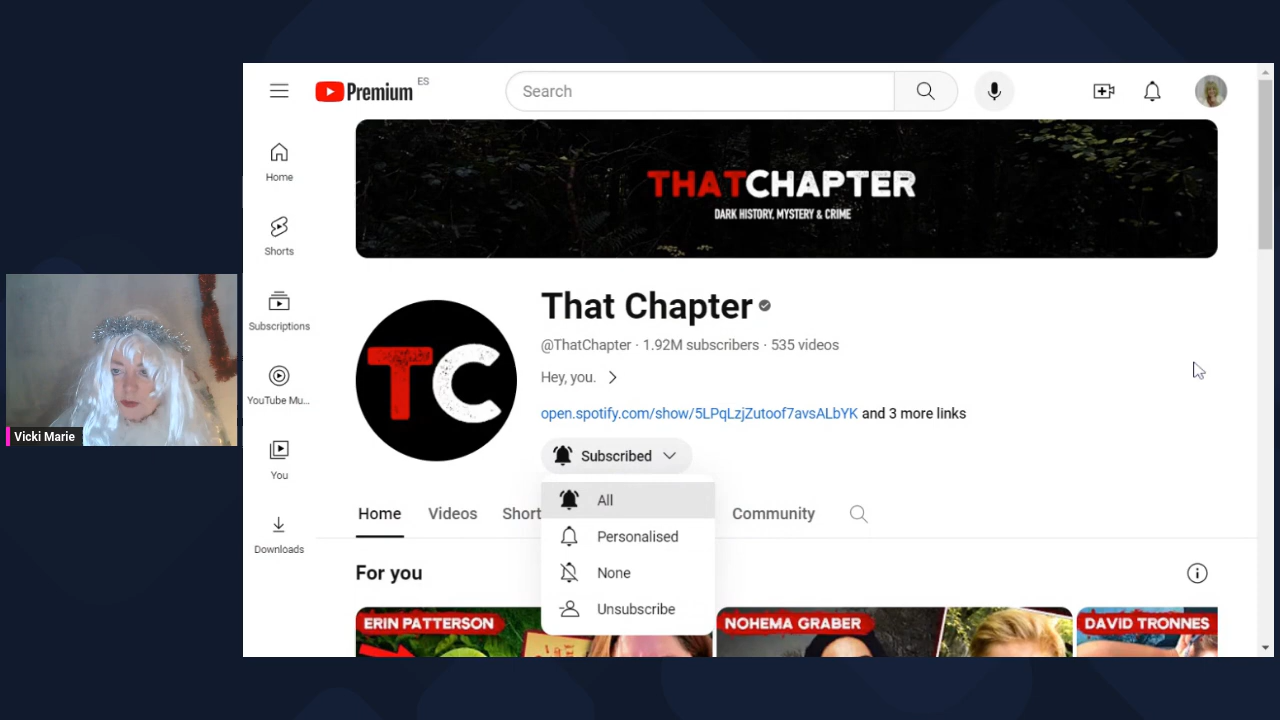 Premium ES
Search
THATCHAPTER
DARK HISTORY, MYSTERY & CRIME
Home
Shorts
Subscriptions
YouTube Mu...
You
Downloads
TC
That Chapter
@ThatChapter · 1.92M subscribers · 535 videos
Hey, you.
open.spotify.com/show/5LPqLzjZutoof7avsALbYK and 3 more links
Subscribed
All
Personalised
None
Unsubscribe
Home Videos Short Community
For you
ERIN PATTERSON
NOHEMA GRABER
DAVID TRONNES
Vicki Marie